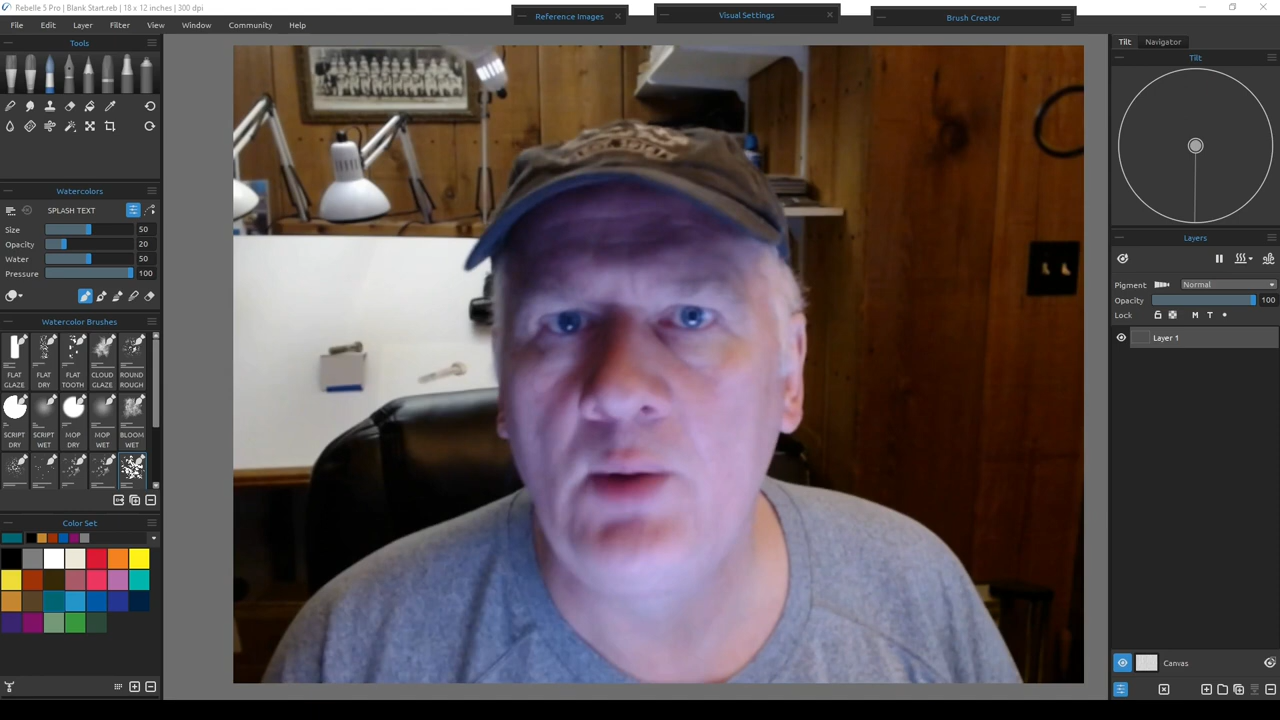 Rebelle 5 Pro | Blank Start.reb | 18 x 12 inches | 300 dpi
Reference Images
Visual Settings
Brush Creator
File Edit Layer Filter View Window Community Help
Tools
Watercolors
SPLASH TEXT
Size 50
Opacity 20
Water 50
Pressure 100
Watercolor Brushes
FLAT GLAZE
FLAT DRY
FLAT TOOTH
CLOUD GLAZE
ROUND ROUGH
SCRIPT DRY
SCRIPT WET
MOP DRY
MOP WET
BLOOM WET
Color Set
Tilt Navigator
Tilt
Layers
Pigment Normal
Opacity 100
Lock M T
Layer 1
Canvas